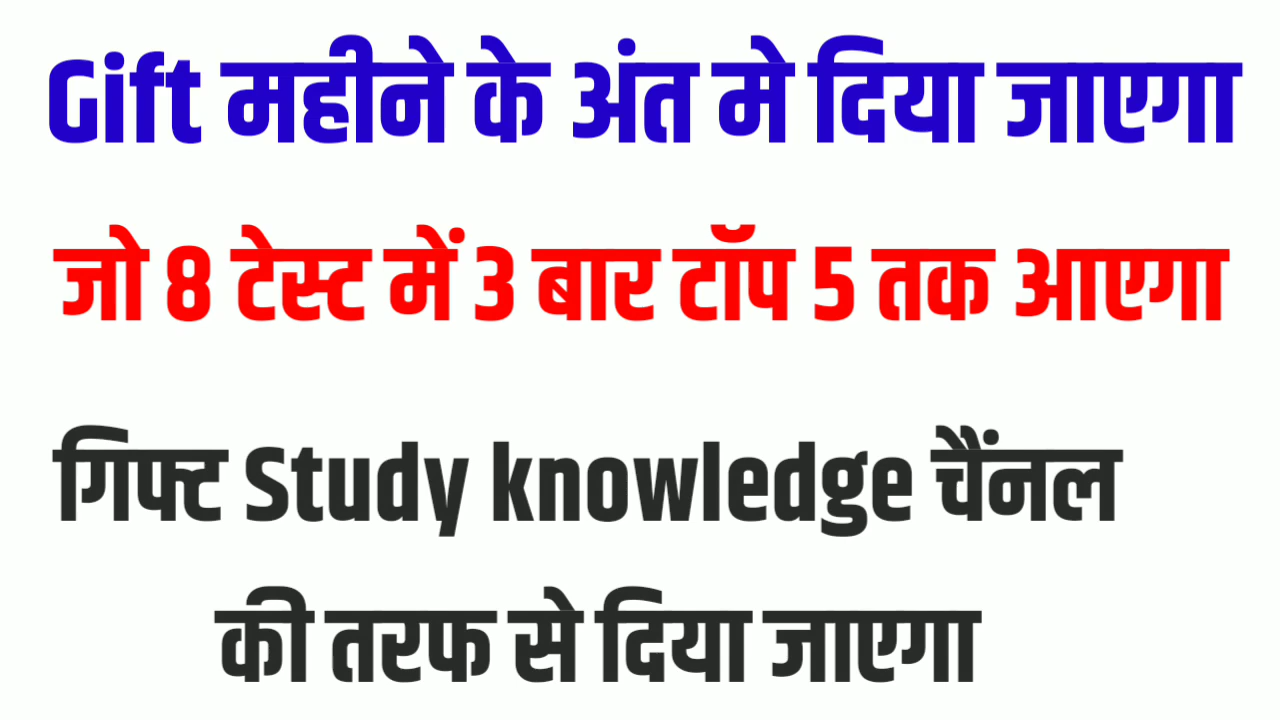 Gift महीने के अंत मे दिया जाएगा
जो 8 टेस्ट में 3 बार टॉप 5 तक आएगा
गिफ्ट Study knowledge चैंनल
की तरफ से दिया जाएगा